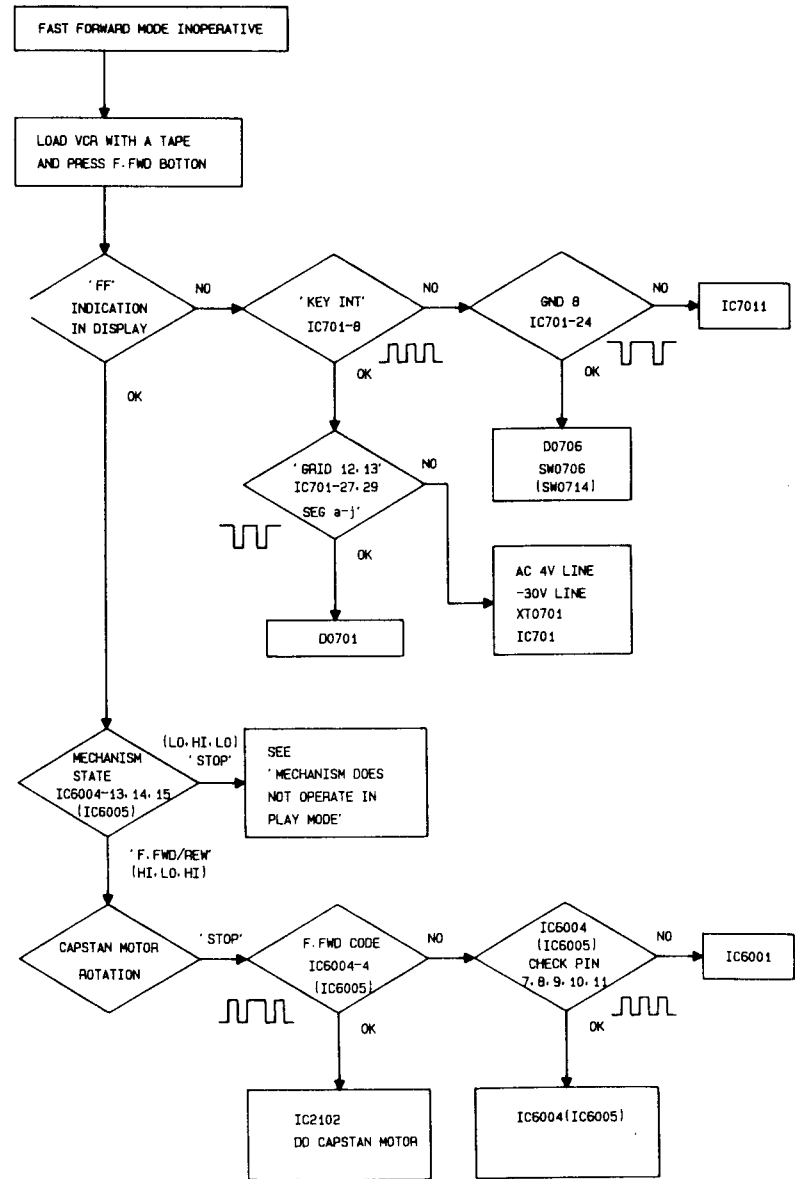 FAST FORWARD MODE INOPERATIVE
LOAD VCR WITH A TAPE
AND PRESS F.FWD BOTTON
'FF'
INDICATION
IN DISPLAY
NO
OK
'KEY INT'
IC701-8
NO
OK
GND 8
IC701-24
NO
OK
IC7011
D0706
SW0706
(SW0714)
'GRID 12, 13'
IC701-27, 29
SEG a-j'
NO
OK
D0701
AC 4V LINE
-30V LINE
XT0701
IC701
MECHANISM
STATE
IC6004-13, 14, 15
(IC6005)
(LO, HI, LO)
'STOP'
SEE
'MECHANISM DOES
NOT OPERATE IN
PLAY MODE'
'F.FWD/REW'
(HI, LO, HI)
CAPSTAN MOTOR
ROTATION
'STOP'
F.FWD CODE
IC6004-4
(IC6005)
NO
OK
IC6004
(IC6005)
CHECK PIN
7, 8, 9, 10, 11
NO
OK
IC6001
IC2102
DD CAPSTAN MOTOR
IC6004(IC6005)